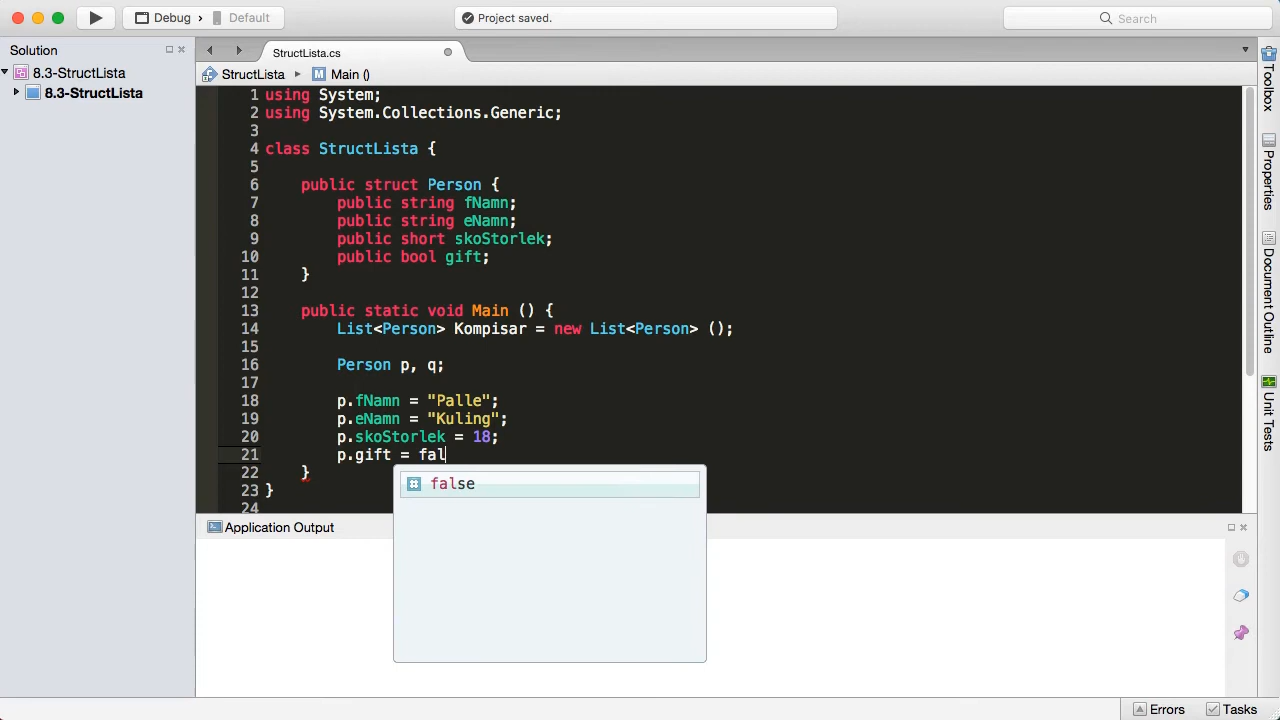 Debug
Default
Project saved.
Search
Solution
StructLista.cs
8.3-StructLista
8.3-StructLista
StructLista
Main ()
1 using System;
2 using System.Collections.Generic;
3
4 class StructLista {
5
6 public struct Person {
7 public string fNamn;
8 public string eNamn;
9 public short skoStorlek;
10 public bool gift;
11 }
12
13 public static void Main () {
14 List<Person> Kompisar = new List<Person> ();
15
16 Person p, q;
17
18 p.fNamn = "Palle";
19 p.eNamn = "Kuling";
20 p.skoStorlek = 18;
21 p.gift = fal
22 }
23 }
24
false
Application Output
Toolbox
Properties
Document Outline
Unit Tests
Errors
Tasks